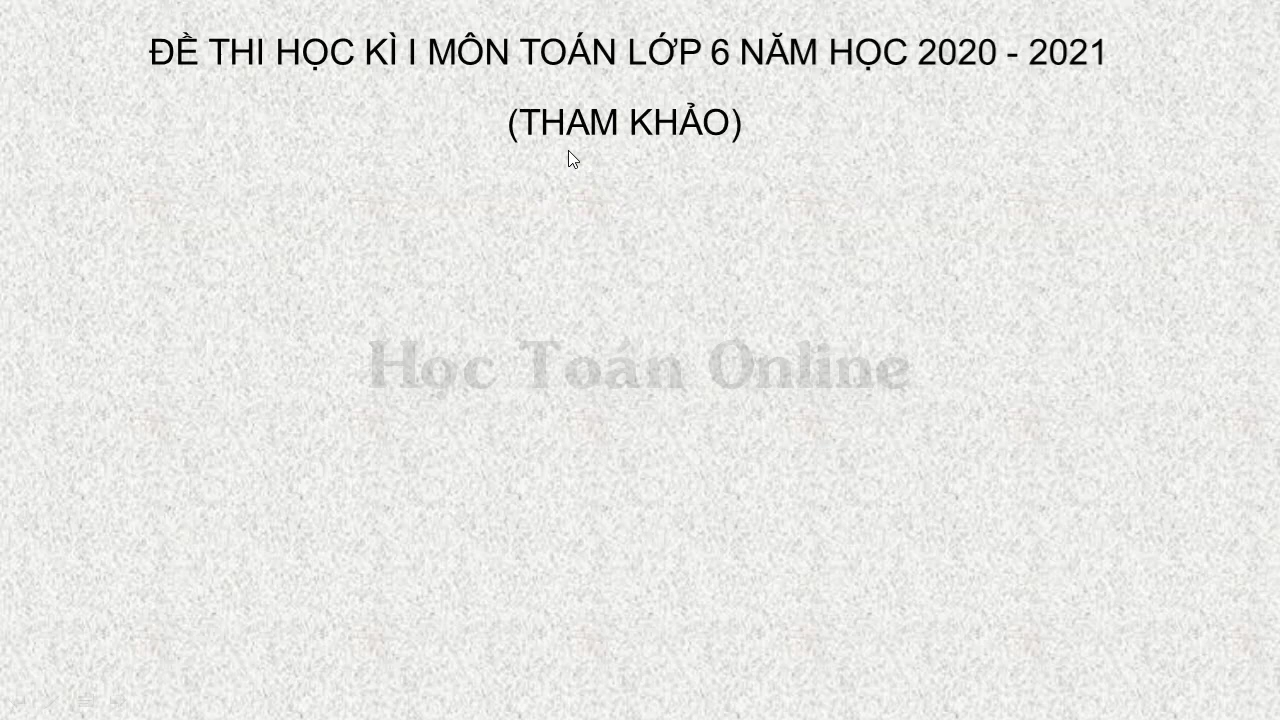 ĐỀ THI HỌC KÌ I MÔN TOÁN LỚP 6 NĂM HỌC 2020 - 2021
(THAM KHẢO)
Học Toán Online